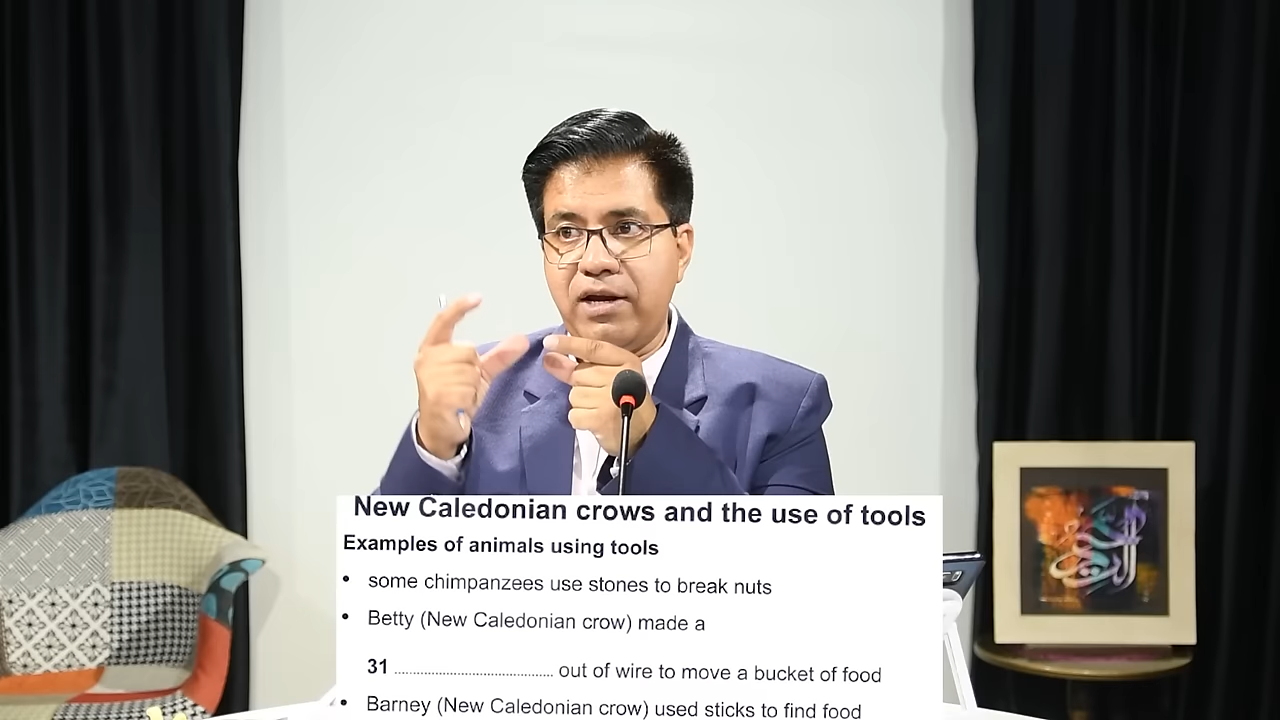 New Caledonian crows and the use of tools
Examples of animals using tools
• some chimpanzees use stones to break nuts
• Betty (New Caledonian crow) made a
31 ................................................ out of wire to move a bucket of food
• Barney (New Caledonian crow) used sticks to find food